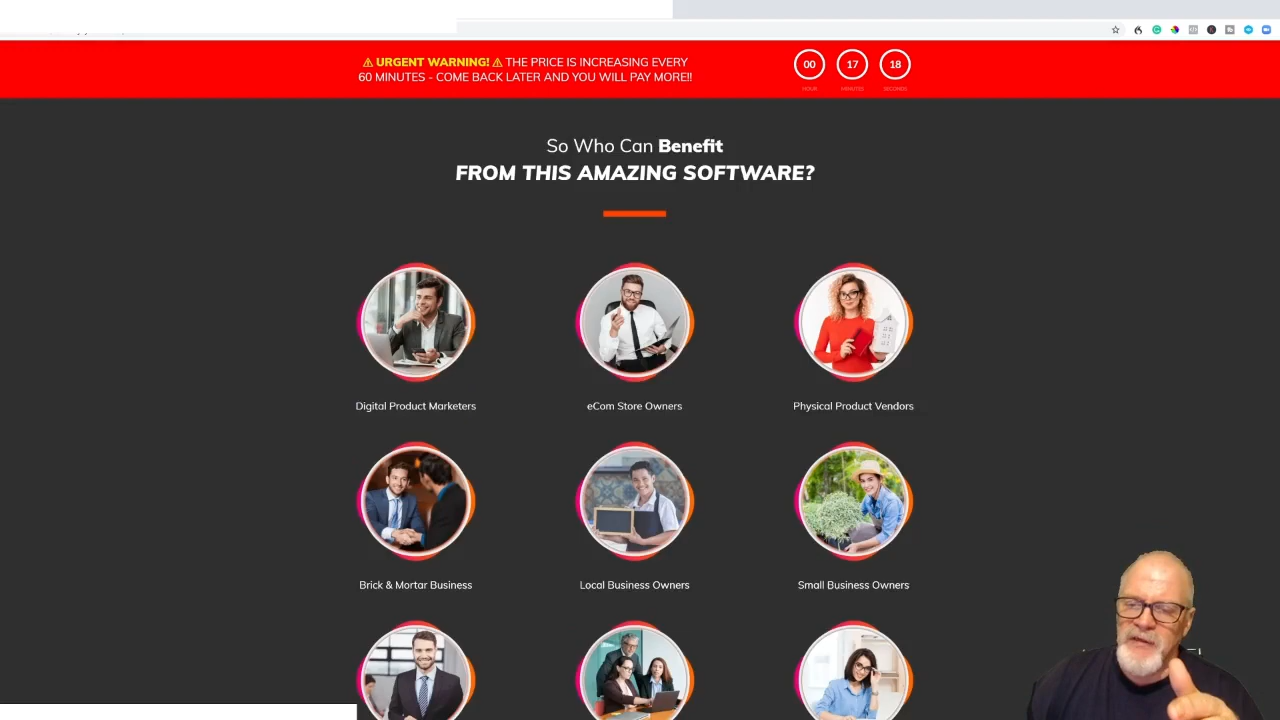 ⚠ URGENT WARNING! ⚠ THE PRICE IS INCREASING EVERY
60 MINUTES - COME BACK LATER AND YOU WILL PAY MORE!!
00 17 18
HOUR MINUTES SECONDS
So Who Can Benefit
FROM THIS AMAZING SOFTWARE?
Digital Product Marketers
eCom Store Owners
Physical Product Vendors
Brick & Mortar Business
Local Business Owners
Small Business Owners